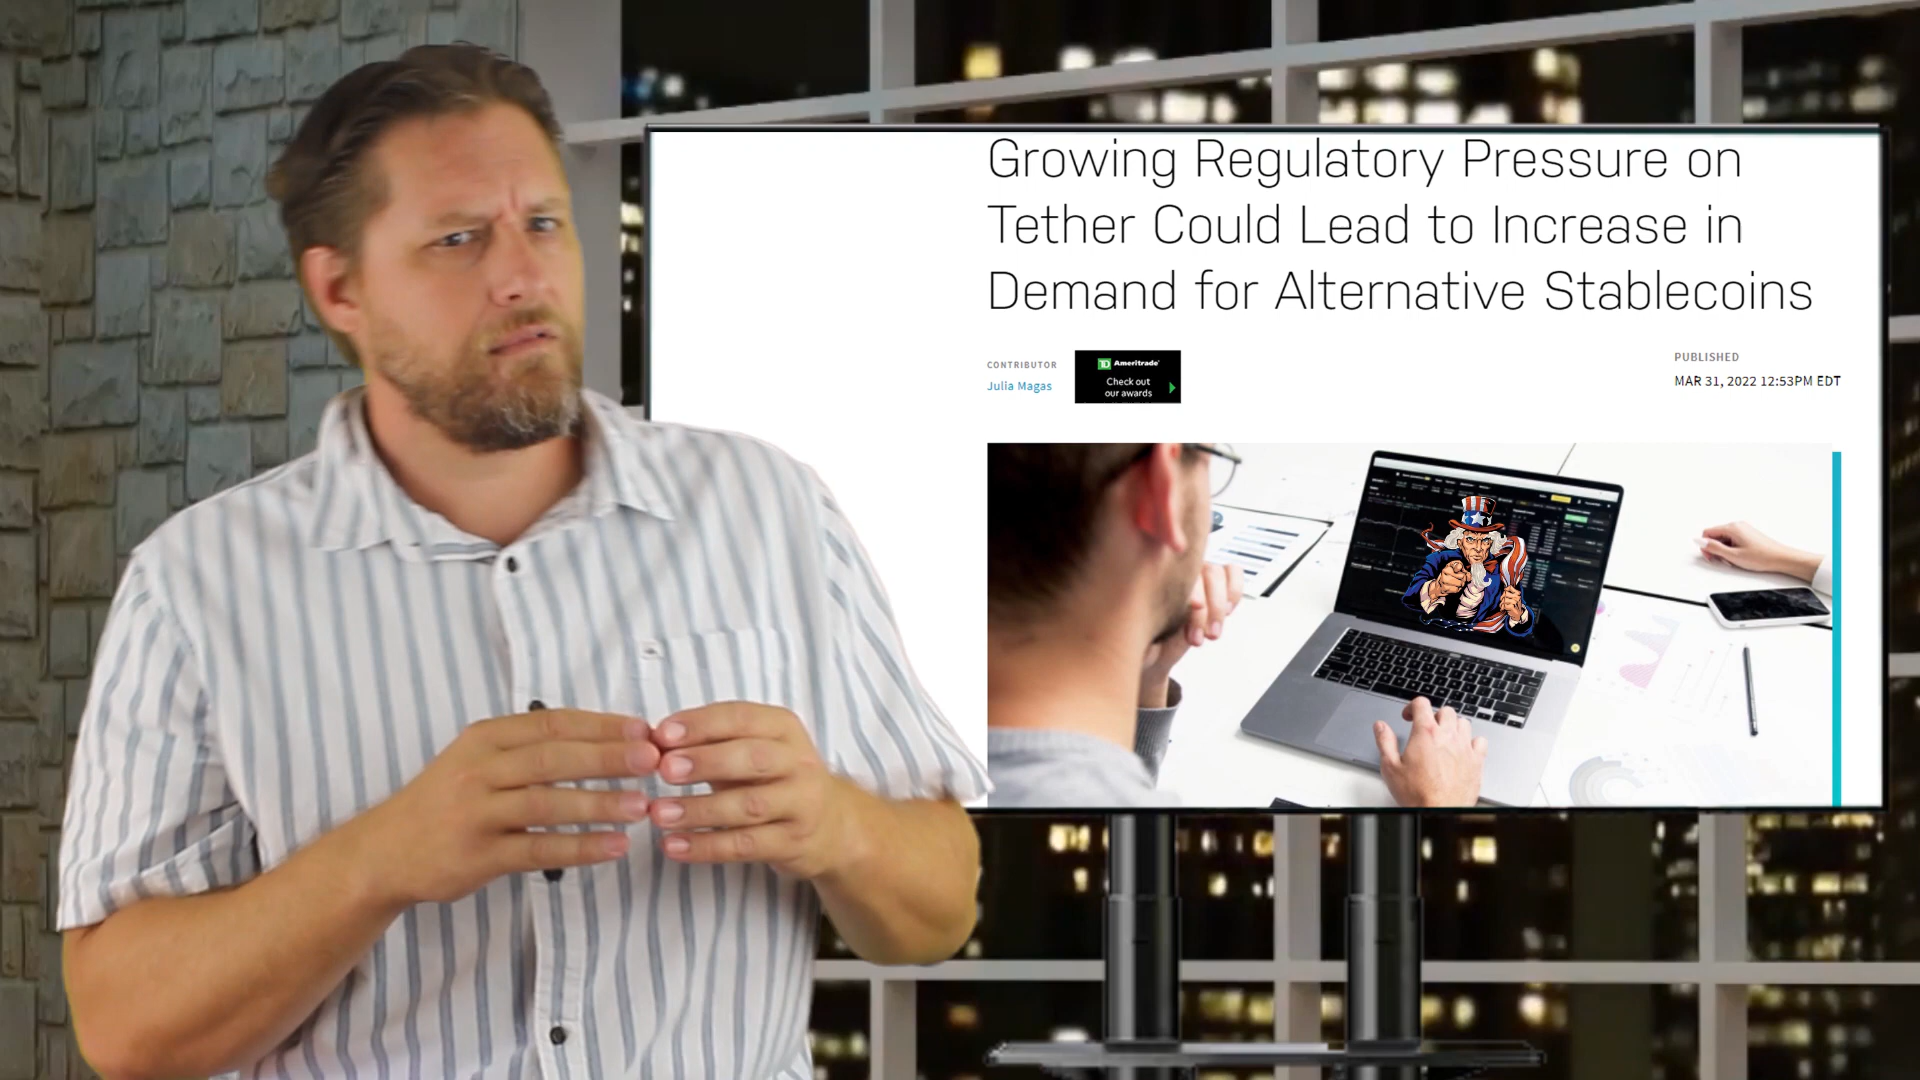 Growing Regulatory Pressure on
Tether Could Lead to Increase in
Demand for Alternative Stablecoins
CONTRIBUTOR
Julia Magas
TD Ameritrade
Check out
our awards
PUBLISHED
MAR 31, 2022 12:53PM EDT